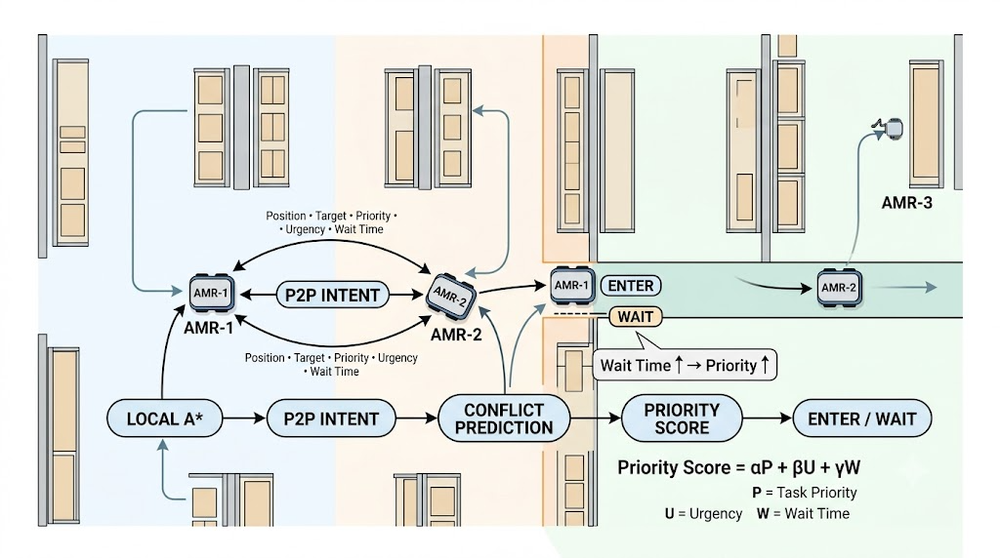 AMR-3
Position • Target • Priority •
• Urgency • Wait Time
AMR-1
P2P INTENT
AMR-2
AMR-1
ENTER
AMR-2
WAIT
AMR-1
AMR-2
Position • Target • Priority • Urgency
• Wait Time
Wait Time ↑ → Priority ↑
LOCAL A*
P2P INTENT
CONFLICT
PREDICTION
PRIORITY
SCORE
ENTER / WAIT
Priority Score = αP + βU + γW
P = Task Priority
U = Urgency W = Wait Time